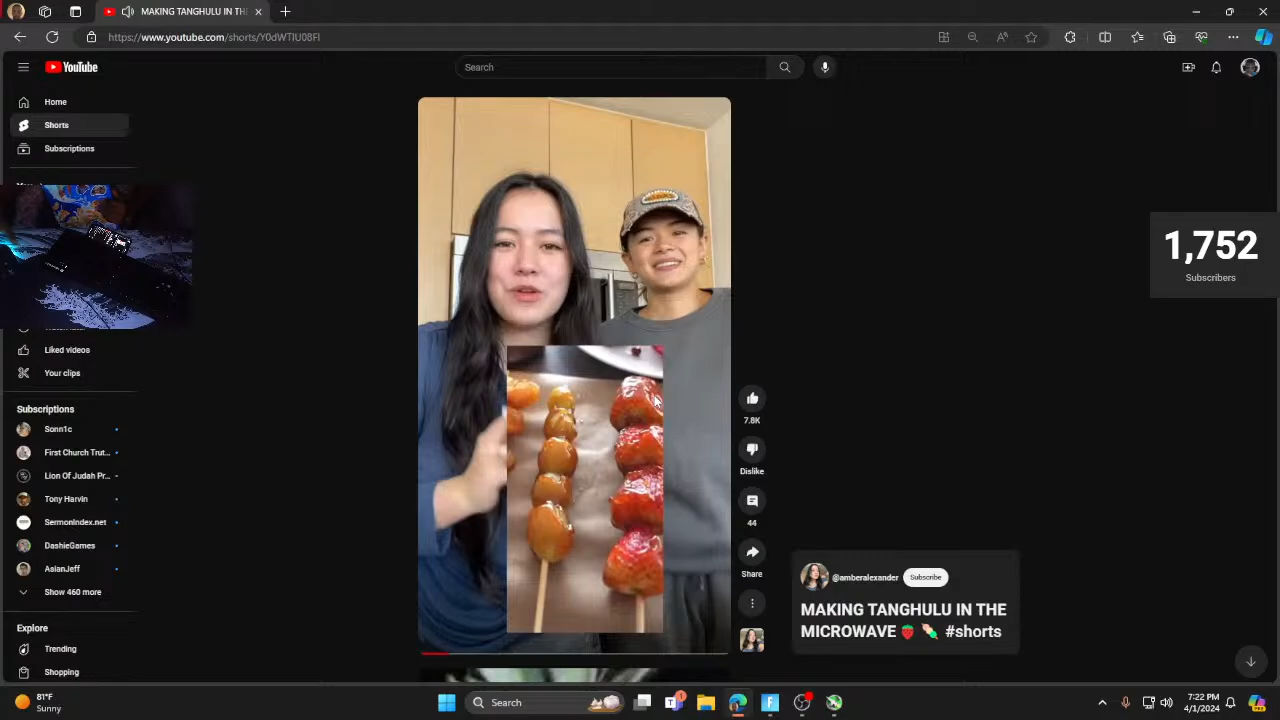 MAKING TANGHULU IN TH
https://www.youtube.com/shorts/Y0dWTIU08FI
YouTube
Search
Home
Shorts
Subscriptions
1,752
Subscribers
Liked videos
Your clips
Subscriptions
Sonn1c
First Church Trut...
Lion Of Judah Pr...
Tony Harvin
SermonIndex.net
DashieGames
AalanJeff
Show 460 more
Explore
Trending
Shopping
7.8K
Dislike
44
Share
@amberalexander
Subscribe
MAKING TANGHULU IN THE
MICROWAVE 🍓 🍡 #shorts
81°F
Sunny
Search
1
7:22 PM
4/1/2024